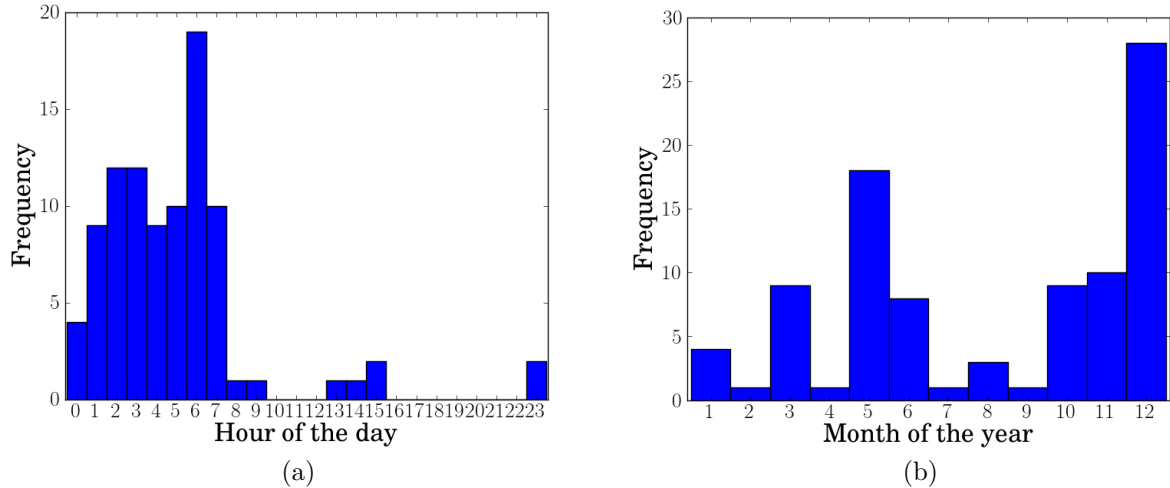 20
15
10
5
0
Frequency
0 1 2 3 4 5 6 7 8 9 10 11 12 13 14 15 16 17 18 19 20 21 22 23
Hour of the day
(a)
30
25
20
15
10
5
0
Frequency
1 2 3 4 5 6 7 8 9 10 11 12
Month of the year
(b)